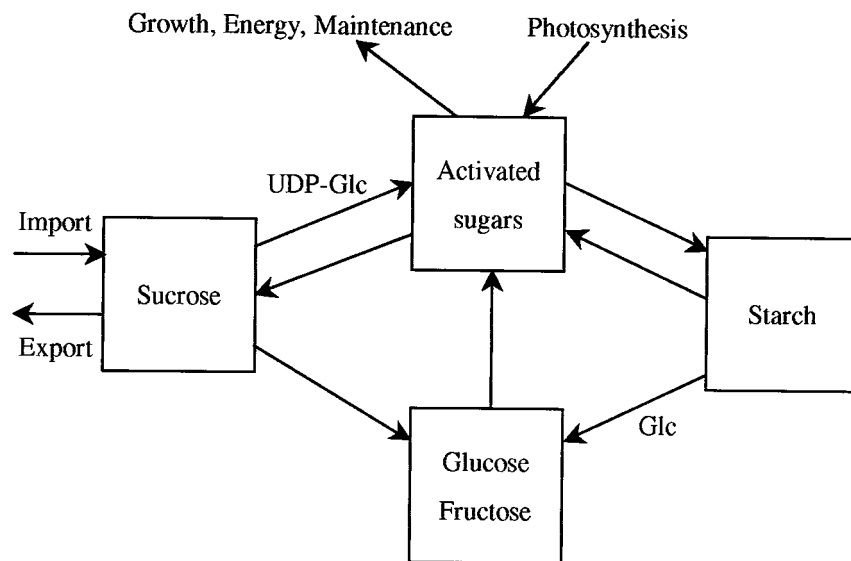 Growth, Energy, Maintenance
Photosynthesis
Activated
sugars
UDP-Glc
Import
Sucrose
Export
Starch
Glc
Glucose
Fructose